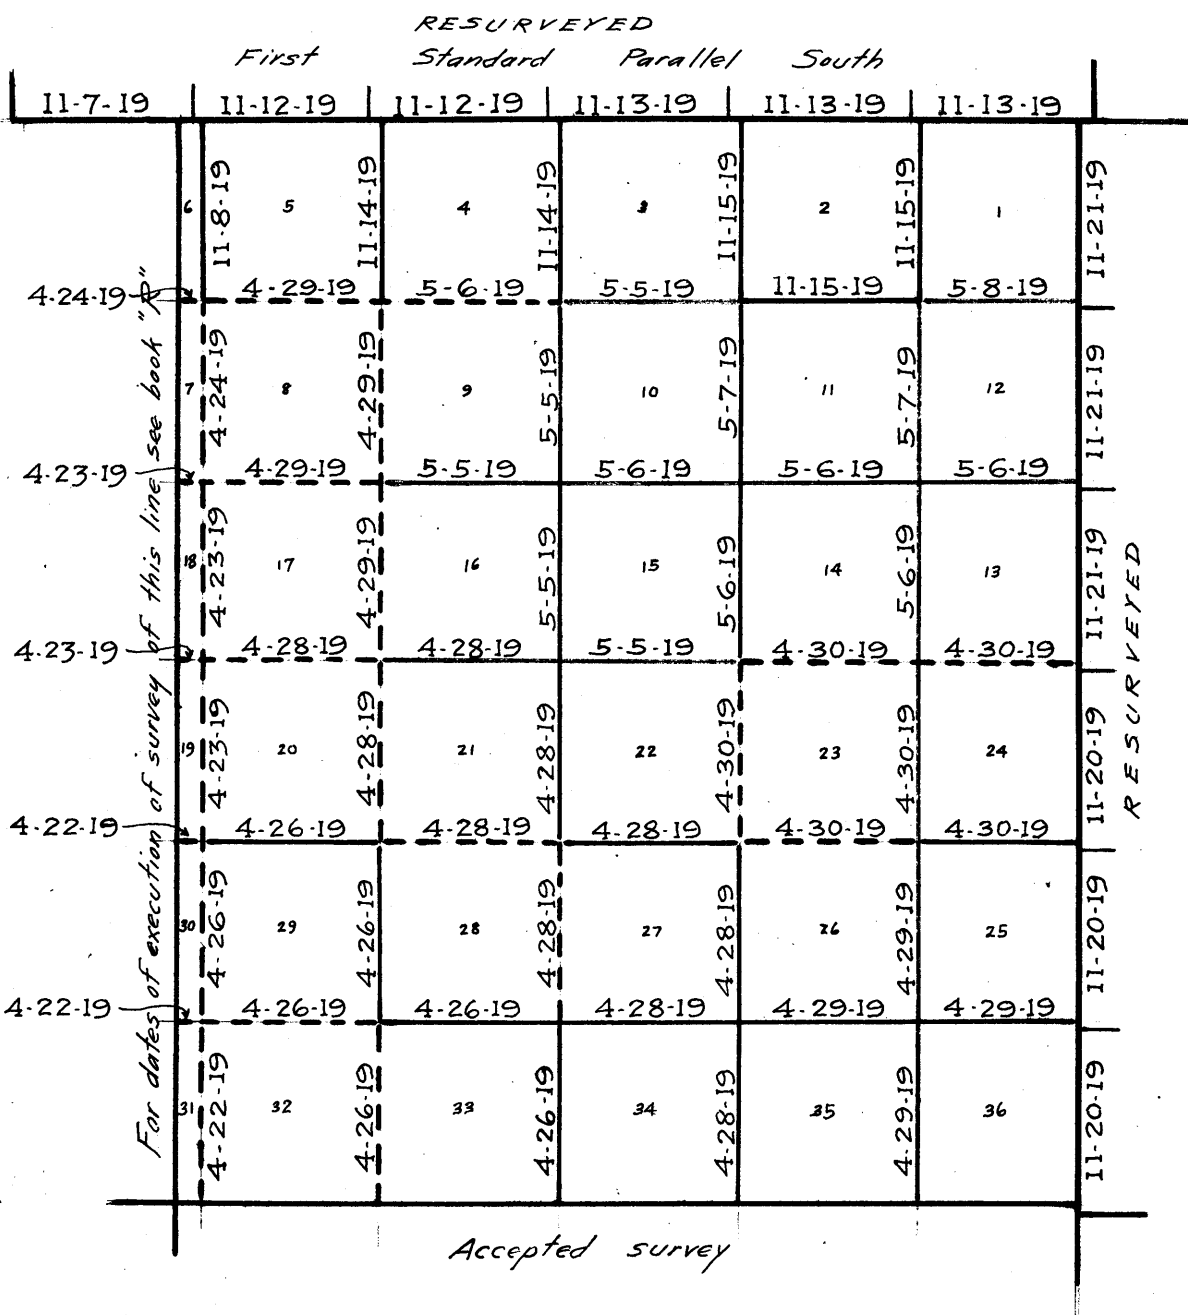 RESURVEYED
First Standard Parallel South
11-7-19 11-12-19 11-12-19 11-13-19 11-13-19 11-13-19
6 11-8-19 5 11-14-19 4 11-14-19 3 11-15-19 2 11-15-19 1 11-21-19
4-24-19 4-29-19 5-6-19 5-5-19 11-15-19 5-8-19
7 4-24-19 8 4-29-19 9 5-5-19 10 5-7-19 11 5-7-19 12 11-21-19
4-23-19 4-29-19 5-5-19 5-6-19 5-6-19 5-6-19
18 4-23-19 17 4-29-19 16 5-5-19 15 5-6-19 14 5-6-19 13 11-21-19
4-23-19 4-28-19 4-28-19 5-5-19 4-30-19 4-30-19
19 4-23-19 20 4-28-19 21 4-28-19 22 4-30-19 23 4-30-19 24 11-20-19
4-22-19 4-26-19 4-28-19 4-28-19 4-30-19 4-30-19
30 4-26-19 29 4-26-19 28 4-28-19 27 4-28-19 26 4-29-19 25 11-20-19
4-22-19 4-26-19 4-26-19 4-28-19 4-29-19 4-29-19
31 4-22-19 32 4-26-19 33 4-26-19 34 4-28-19 35 4-29-19 36 11-20-19
For dates of execution of survey of this line see book
RESURVEYED
Accepted survey